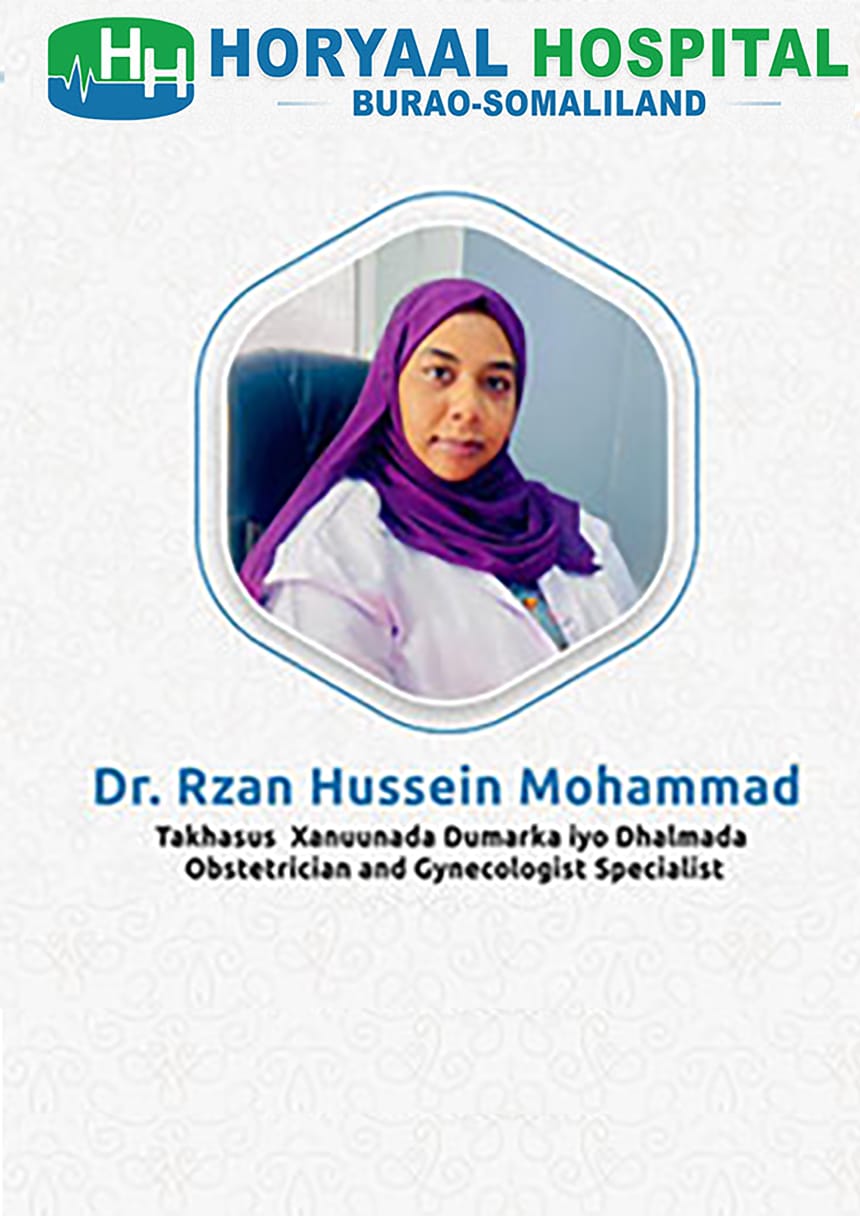 HH
HORYAAL HOSPITAL
BURAO-SOMALILAND
Dr. Rzan Hussein Mohammad
Takhasus Xanuunada Dumarka iyo Dhalmada
Obstetrician and Gynecologist Specialist